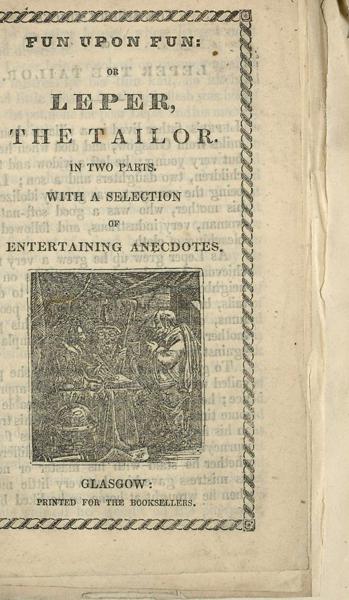 FUN UPON FUN:
OR
LEPER,
THE TAILOR.
IN TWO PARTS.
WITH A SELECTION
OF
ENTERTAINING ANECDOTES.
GLASGOW:
PRINTED FOR THE BOOKSELLERS.